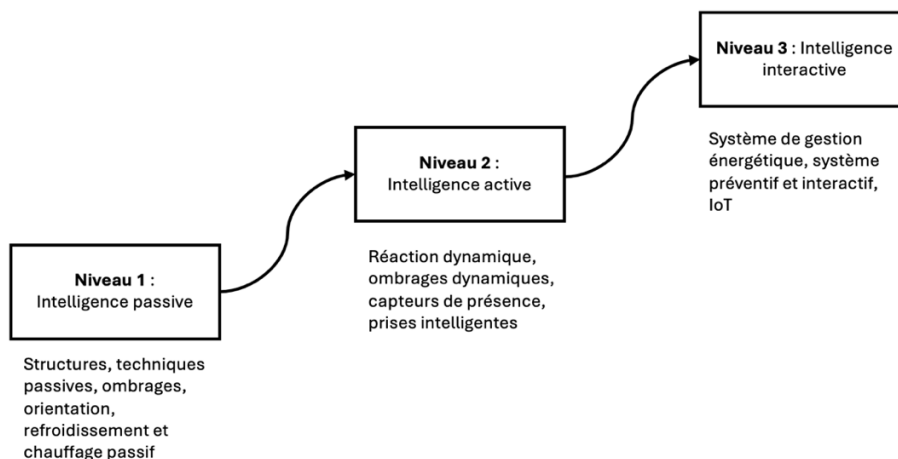 Niveau 1 :
Intelligence passive
Structures, techniques
passives, ombrages,
orientation,
refroidissement et
chauffage passif
Niveau 2 :
Intelligence active
Réaction dynamique,
ombrages dynamiques,
capteurs de présence,
prises intelligentes
Niveau 3 : Intelligence
interactive
Système de gestion
énergétique, système
préventif et interactif,
IoT